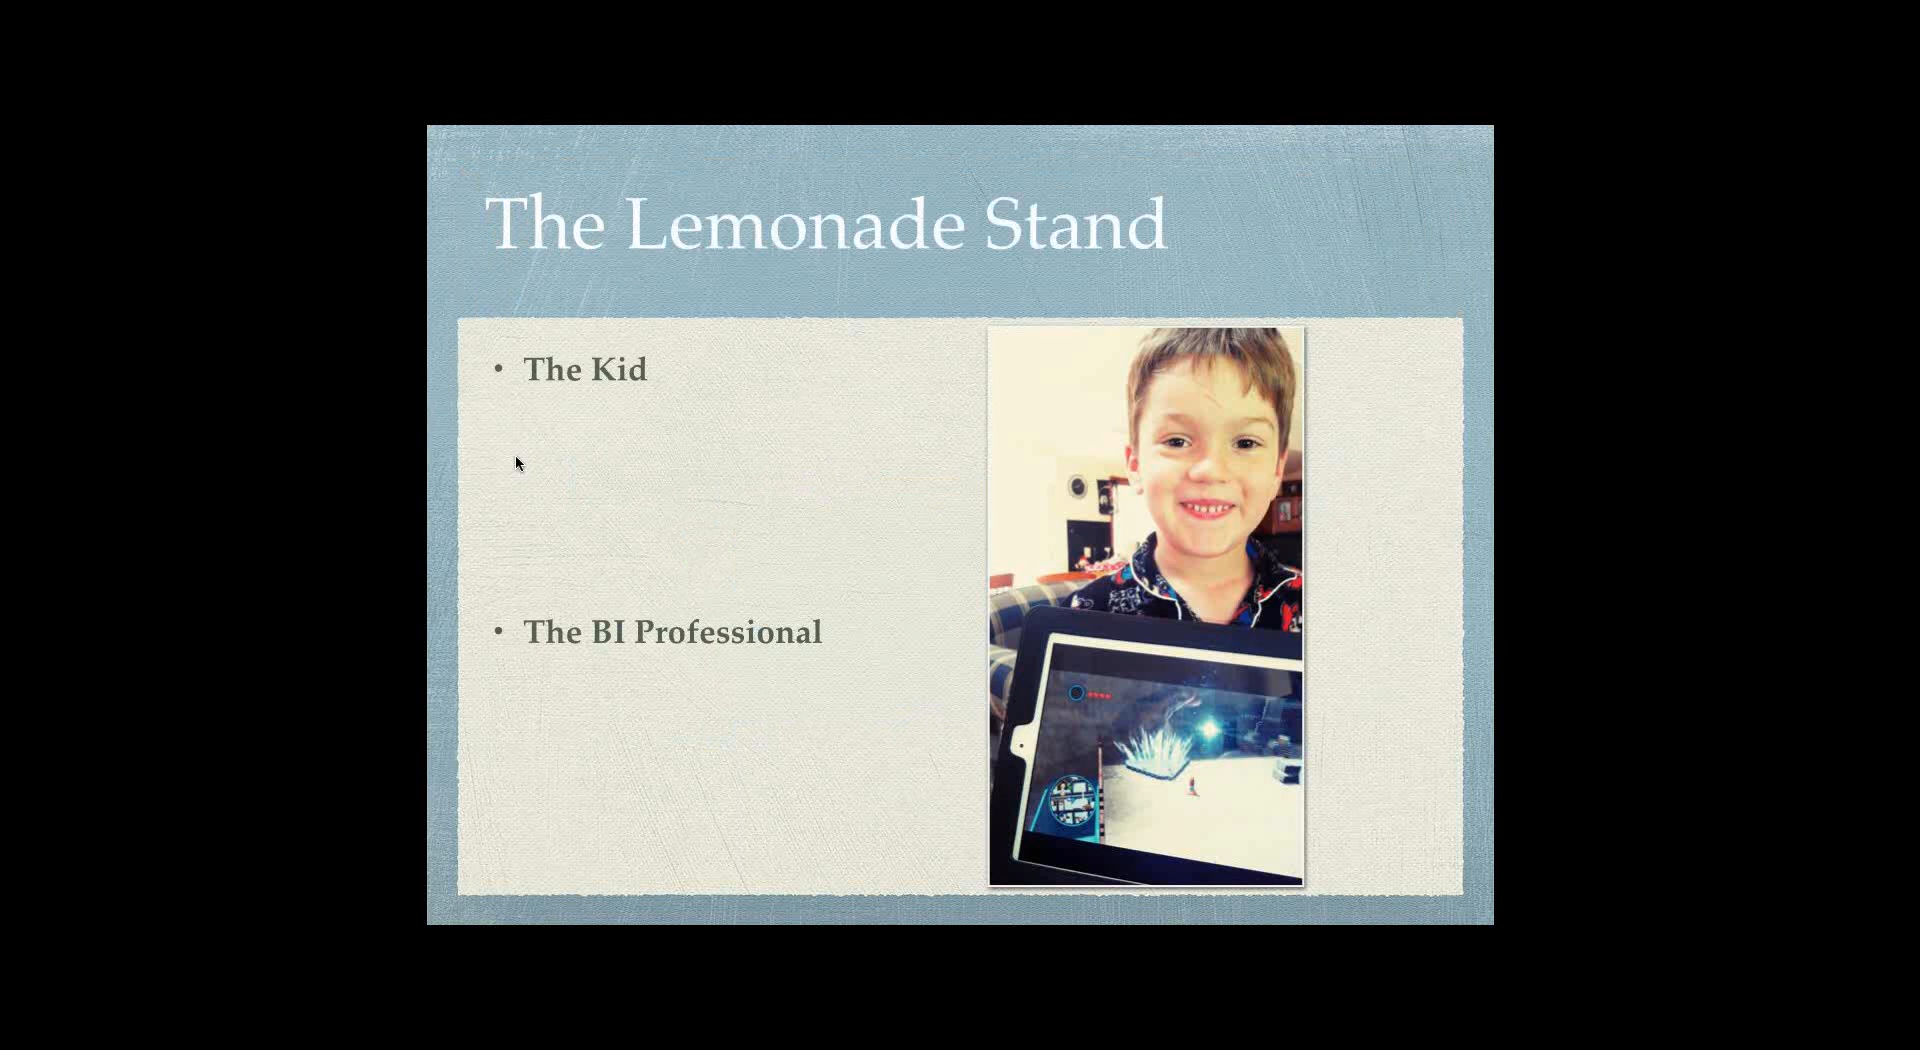 The Lemonade Stand
• The Kid
• The BI Professional